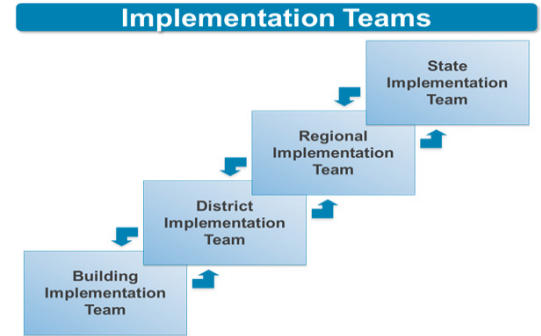 Implementation Teams
State
Implementation
Team
Regional
Implementation
Team
District
Implementation
Team
Building
Implementation
Team